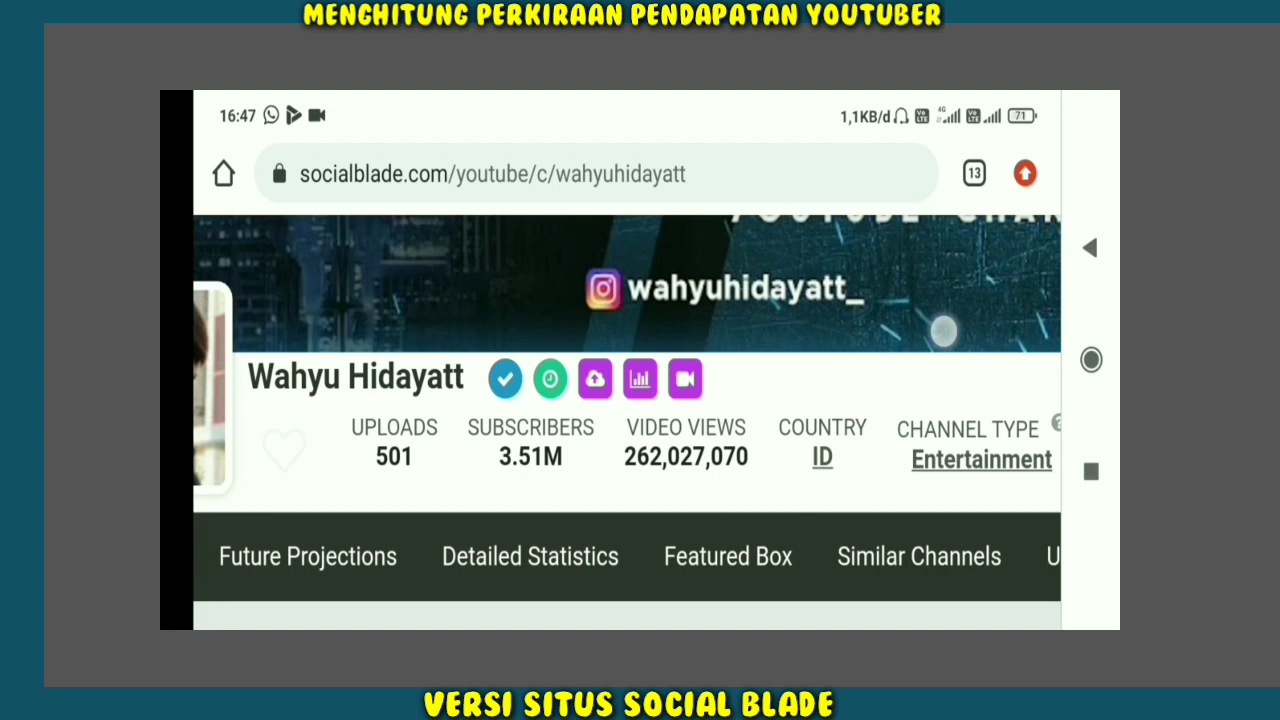 MENGHITUNG PERKIRAAN PENDAPATAN YOUTUBER
16:47 1,1KB/d 4G 71
socialblade.com/youtube/c/wahyuhidayatt 13
wahyuhidayatt_
Wahyu Hidayatt
UPLOADS SUBSCRIBERS VIDEO VIEWS COUNTRY CHANNEL TYPE
501 3.51M 262,027,070 ID Entertainment
Future Projections Detailed Statistics Featured Box Similar Channels U
VERSI SITUS SOCIAL BLADE